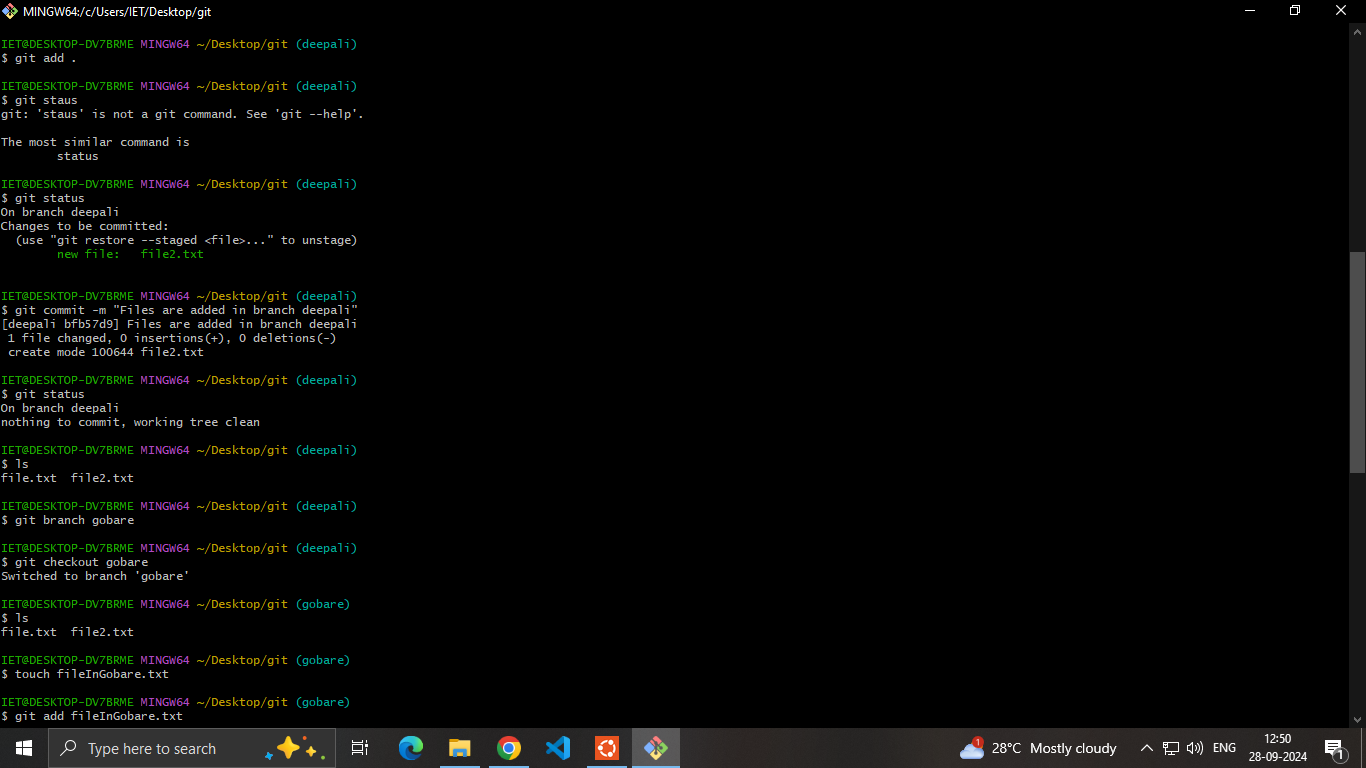 MINGW64:/c/Users/IET/Desktop/git
IET@DESKTOP-DV7BRME MINGW64 ~/Desktop/git (deepali)
$ git add .
IET@DESKTOP-DV7BRME MINGW64 ~/Desktop/git (deepali)
$ git staus
git: 'staus' is not a git command. See 'git --help'.
The most similar command is
status
IET@DESKTOP-DV7BRME MINGW64 ~/Desktop/git (deepali)
$ git status
On branch deepali
Changes to be committed:
(use "git restore --staged <file>..." to unstage)
new file:   file2.txt
IET@DESKTOP-DV7BRME MINGW64 ~/Desktop/git (deepali)
$ git commit -m "Files are added in branch deepali"
[deepali bfb57d9] Files are added in branch deepali
1 file changed, 0 insertions(+), 0 deletions(-)
create mode 100644 file2.txt
IET@DESKTOP-DV7BRME MINGW64 ~/Desktop/git (deepali)
$ git status
On branch deepali
nothing to commit, working tree clean
IET@DESKTOP-DV7BRME MINGW64 ~/Desktop/git (deepali)
$ ls
file.txt  file2.txt
IET@DESKTOP-DV7BRME MINGW64 ~/Desktop/git (deepali)
$ git branch gobare
IET@DESKTOP-DV7BRME MINGW64 ~/Desktop/git (deepali)
$ git checkout gobare
Switched to branch 'gobare'
IET@DESKTOP-DV7BRME MINGW64 ~/Desktop/git (gobare)
$ ls
file.txt  file2.txt
IET@DESKTOP-DV7BRME MINGW64 ~/Desktop/git (gobare)
$ touch fileInGobare.txt
IET@DESKTOP-DV7BRME MINGW64 ~/Desktop/git (gobare)
$ git add fileInGobare.txt
Type here to search
1
28°C Mostly cloudy
ENG
12:50
28-09-2024
1